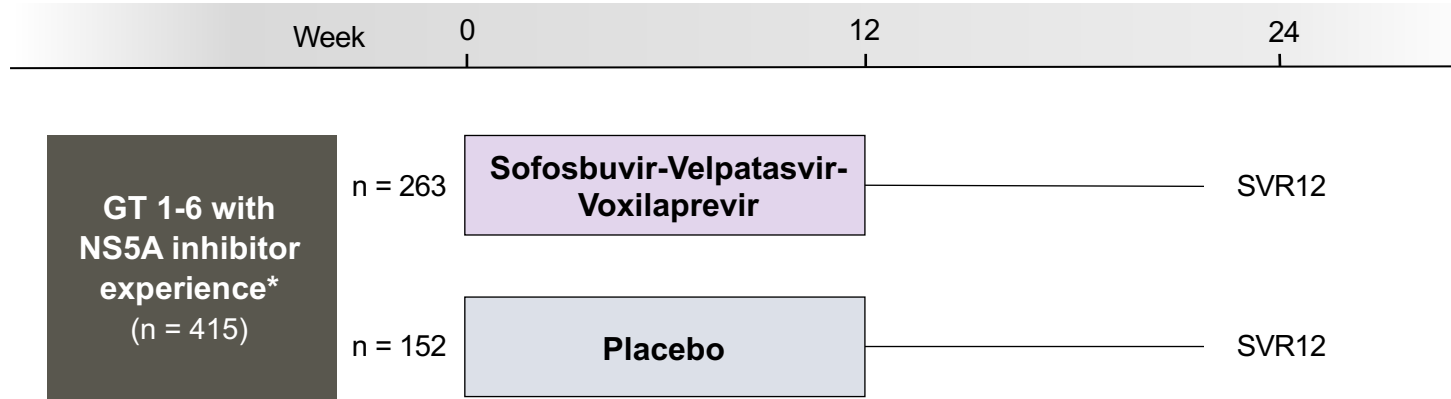 Week 0 12 24
GT 1-6 with
NS5A inhibitor
experience*
(n = 415)
n = 263
Sofosbuvir-Velpatasvir-
Voxilaprevir
SVR12
n = 152
Placebo
SVR12